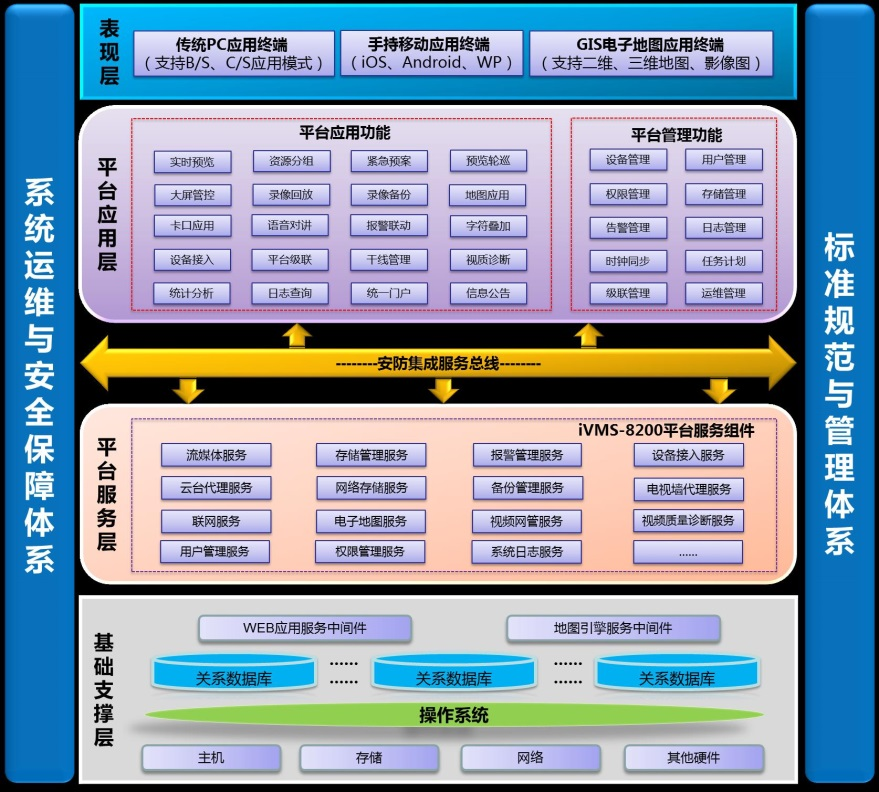 系统运维与安全保障体系
表现层
传统PC应用终端
（支持B/S、C/S应用模式）
手持移动应用终端
（iOS、Android、WP）
GIS电子地图应用终端
（支持二维、三维地图、影像图）
平台应用层
平台应用功能
实时预览 资源分组 紧急预案 预览轮巡
大屏管控 录像回放 录像备份 地图应用
卡口应用 语音对讲 报警联动 字符叠加
设备接入 平台级联 干线管理 视质诊断
统计分析 日志查询 统一门户 信息公告
平台管理功能
设备管理 用户管理
权限管理 存储管理
告警管理 日志管理
时钟同步 任务计划
级联管理 运维管理
--------安防集成服务总线--------
平台服务层
iVMS-8200平台服务组件
流媒体服务 存储管理服务 报警管理服务 设备接入服务
云台代理服务 网络存储服务 备份管理服务 电视墙代理服务
联网服务 电子地图服务 视频网管服务 视频质量诊断服务
用户管理服务 权限管理服务 系统日志服务 ......
基础支撑层
WEB应用服务中间件 地图引擎服务中间件
关系数据库 ...... ...... 关系数据库 ...... ...... 关系数据库
操作系统
主机 存储 网络 其他硬件
标准规范与管理体系